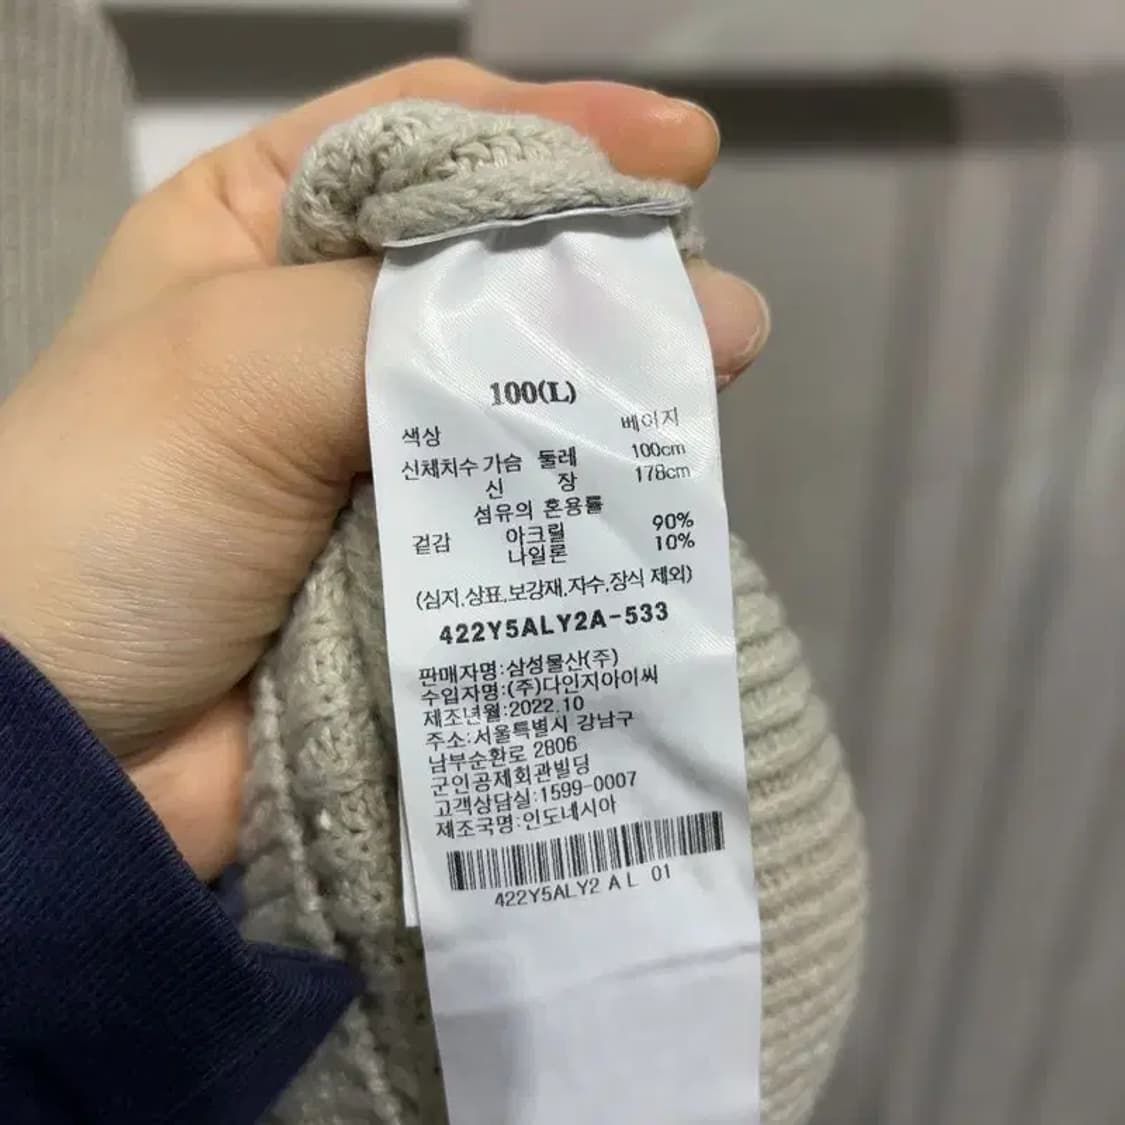 100(L)
색상 베이지
신체치수 가슴 둘레 100cm
신 장 178cm
섬유의 혼용률
겉감 아크릴 90%
나일론 10%
(심지,상표,보강재,자수,장식 제외)
422Y5ALY2A-533
판매자명:삼성물산(주)
수입자명:(주)다인지아이씨
제조년월:2022.10
주소:서울특별시 강남구
남부순환로 2806
군인공제회관빌딩
고객상담실:1599-0007
제조국명:인도네시아
422Y5ALY2 A L 01